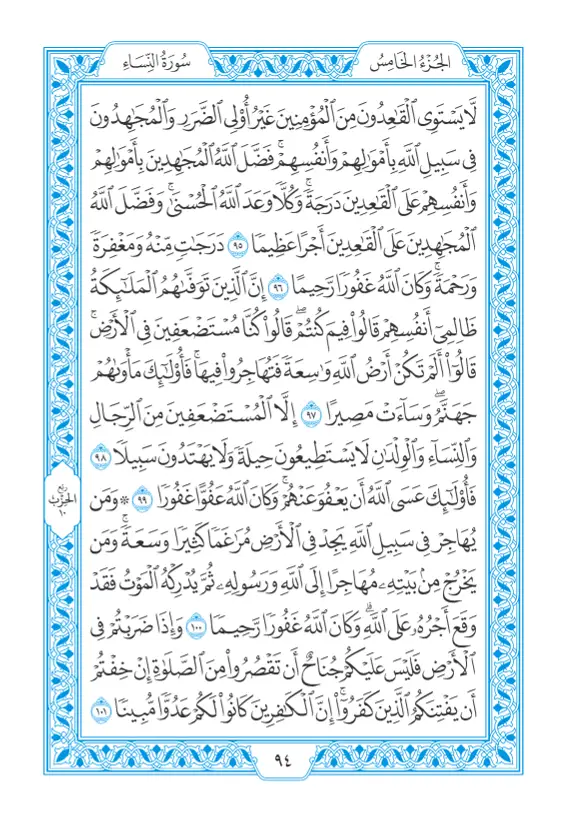 الجُزْءُ الخَامِسُ
سُورَةُ النِّسَاءِ
لَّا يَسْتَوِى ٱلْقَٰعِدُونَ مِنَ ٱلْمُؤْمِنِينَ غَيْرُ أُو۟لِى ٱلضَّرَرِ وَٱلْمُجَٰهِدُونَ
فِى سَبِيلِ ٱللَّهِ بِأَمْوَٰلِهِمْ وَأَنفُسِهِمْ ۚ فَضَّلَ ٱللَّهُ ٱلْمُجَٰهِدِينَ بِأَمْوَٰلِهِمْ
وَأَنفُسِهِمْ عَلَى ٱلْقَٰعِدِينَ دَرَجَةً ۚ وَكُلًّا وَعَدَ ٱللَّهُ ٱلْحُسْنَىٰ ۚ وَفَضَّلَ ٱللَّهُ
ٱلْمُجَٰهِدِينَ عَلَى ٱلْقَٰعِدِينَ أَجْرًا عَظِيمًا ٩٥ دَرَجَٰتٍ مِّنْهُ وَمَغْفِرَةً
وَرَحْمَةً ۚ وَكَانَ ٱللَّهُ غَفُورًا رَّحِيمًا ٩٦ إِنَّ ٱلَّذِينَ تَوَفَّىٰهُمُ ٱلْمَلَٰٓئِكَةُ
ظَالِمِىٓ أَنفُسِهِمْ قَالُوا۟ فِيمَ كُنتُمْ ۖ قَالُوا۟ كُنَّا مُسْتَضْعَفِينَ فِى ٱلْأَرْضِ ۚ
قَالُوٓا۟ أَلَمْ تَكُنْ أَرْضُ ٱللَّهِ وَٰسِعَةً فَتُهَاجِرُوا۟ فِيهَا ۚ فَأُو۟لَٰٓئِكَ مَأْوَىٰهُمْ
جَهَنَّمُ ۖ وَسَآءَتْ مَصِيرًا ٩٧ إِلَّا ٱلْمُسْتَضْعَفِينَ مِنَ ٱلرِّجَالِ
وَٱلنِّسَآءِ وَٱلْوِلْدَٰنِ لَا يَسْتَطِيعُونَ حِيلَةً وَلَا يَهْتَدُونَ سَبِيلًا ٩٨
فَأُو۟لَٰٓئِكَ عَسَى ٱللَّهُ أَن يَعْفُوَ عَنْهُمْ ۚ وَكَانَ ٱللَّهُ عَفُوًّا غَفُورًا ٩٩ ۞ وَمَن
يُهَاجِرْ فِى سَبِيلِ ٱللَّهِ يَجِدْ فِى ٱلْأَرْضِ مُرَٰغَمًا كَثِيرًا وَسَعَةً ۚ وَمَن
يَخْرُجْ مِنۢ بَيْتِهِۦ مُهَاجِرًا إِلَى ٱللَّهِ وَرَسُولِهِۦ ثُمَّ يُدْرِكْهُ ٱلْمَوْتُ فَقَدْ
وَقَعَ أَجْرُهُۥ عَلَى ٱللَّهِ ۗ وَكَانَ ٱللَّهُ غَفُورًا رَّحِيمًا ١٠٠ وَإِذَا ضَرَبْتُمْ فِى
ٱلْأَرْضِ فَلَيْسَ عَلَيْكُمْ جُنَاحٌ أَن تَقْصُرُوا۟ مِنَ ٱلصَّلَوٰةِ إِنْ خِفْتُمْ
أَن يَفْتِنَكُمُ ٱلَّذِينَ كَفَرُوٓا۟ ۚ إِنَّ ٱلْكَٰفِرِينَ كَانُوا۟ لَكُمْ عَدُوًّا مُّبِينًا ١٠١
ربع
الحِزْب
١٠
٩٤